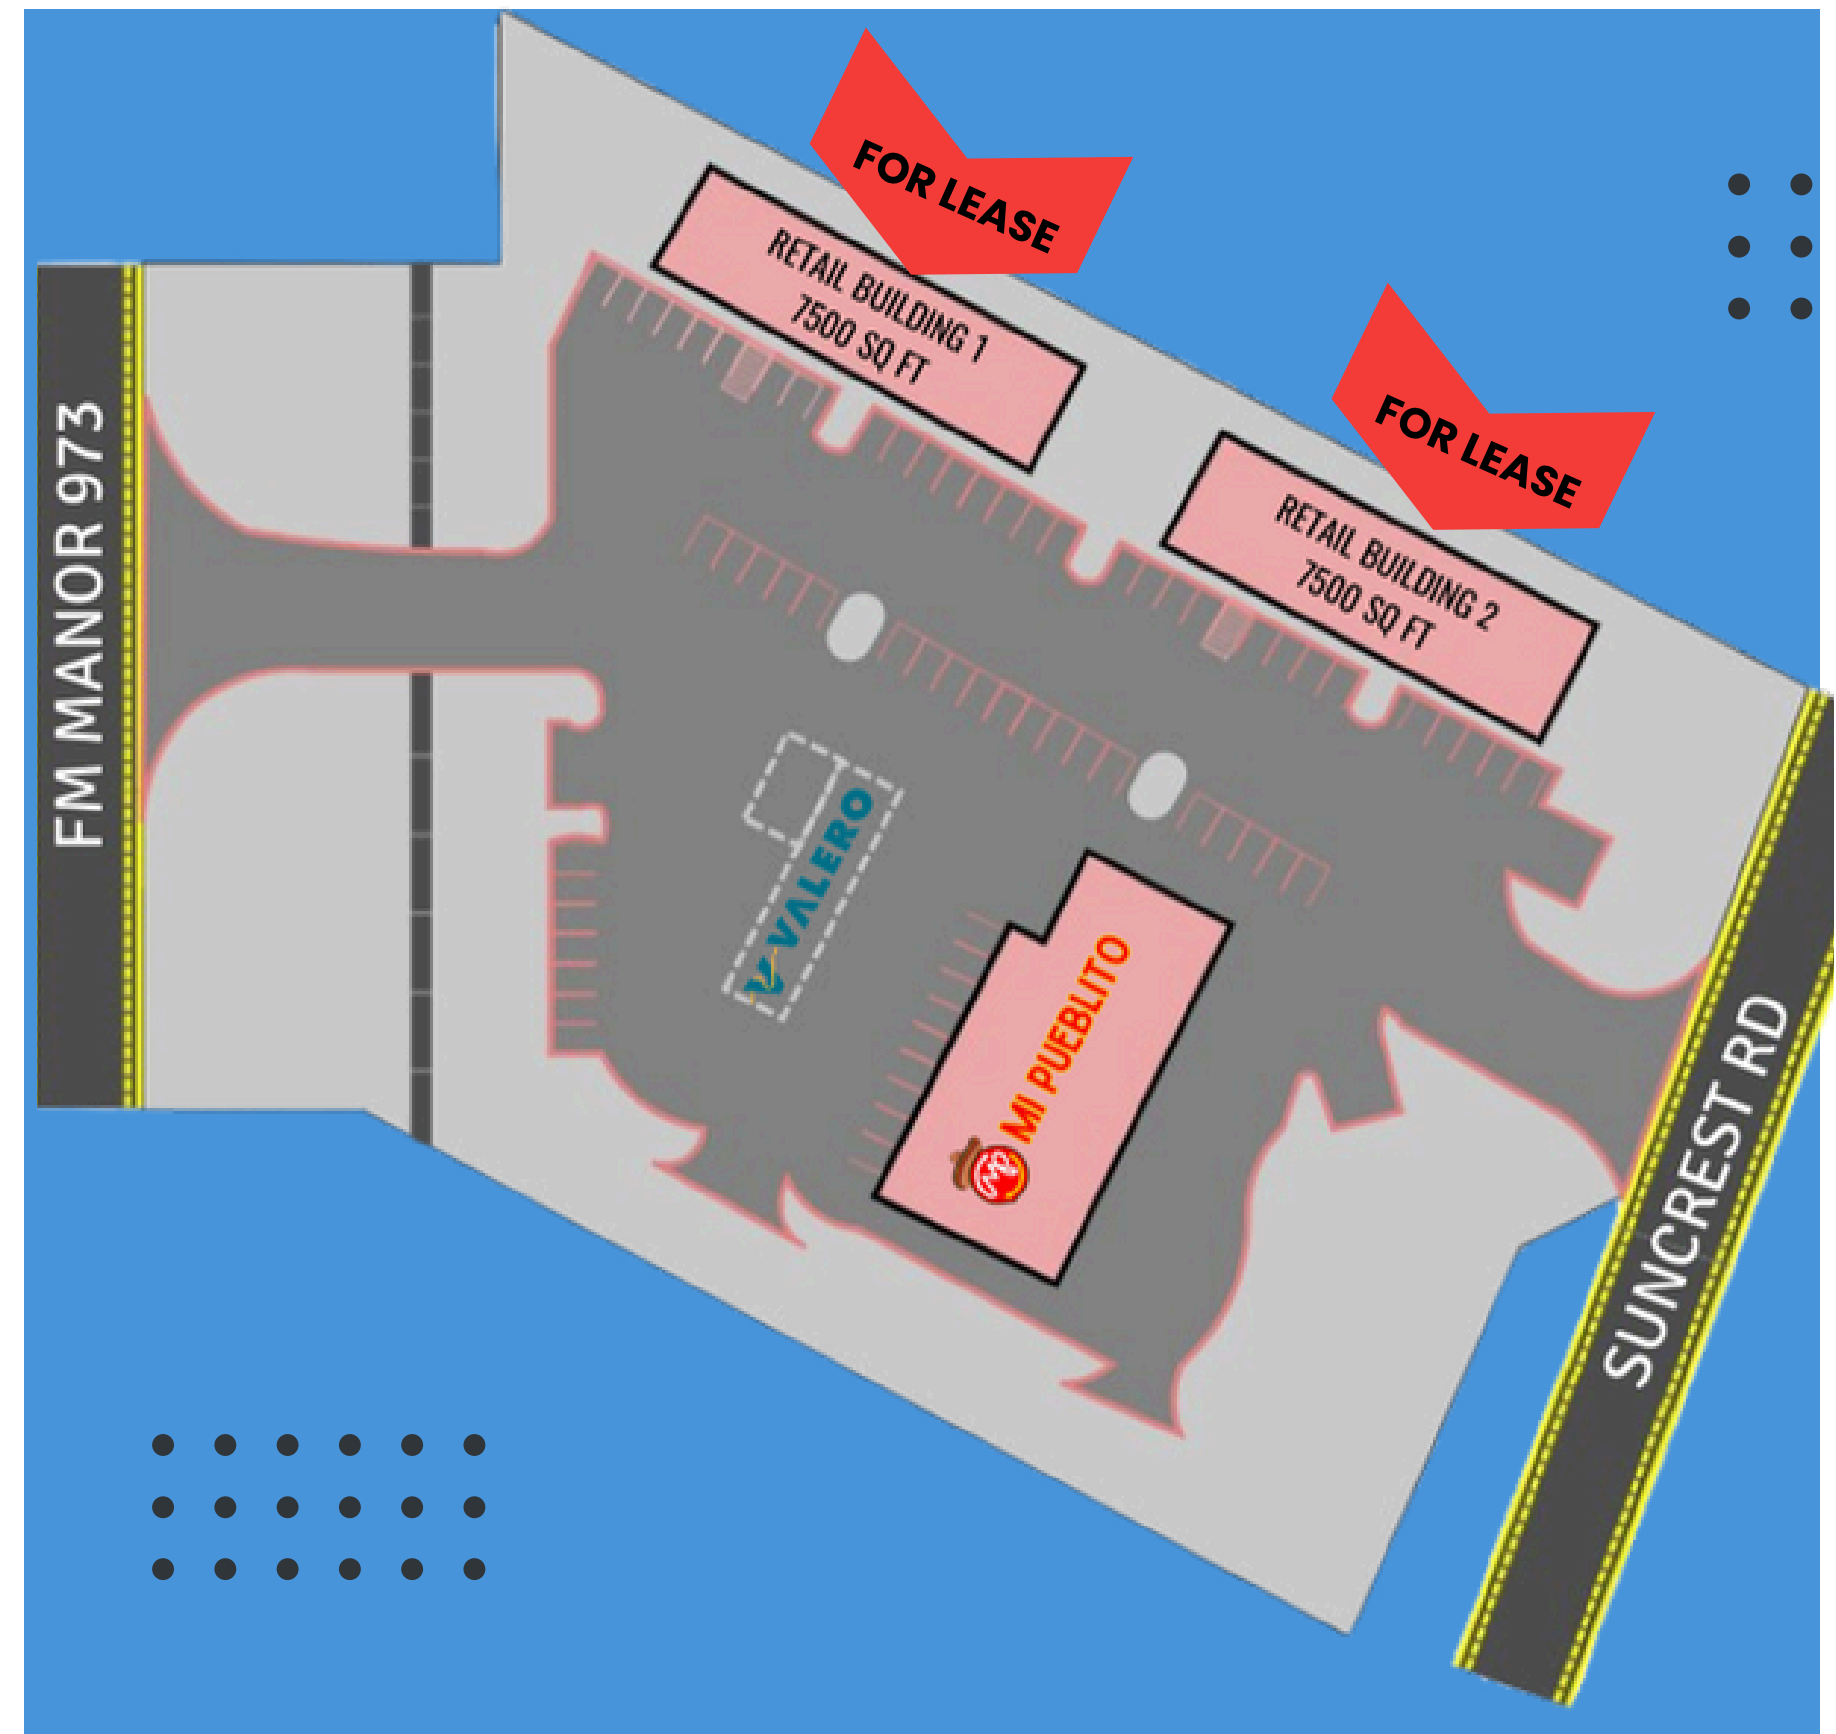 FOR LEASE
RETAIL BUILDING 1
7500 SQ FT
FOR LEASE
RETAIL BUILDING 2
7500 SQ FT
FM MANOR 973
VALERO
MI PUEBLITO
MP
SUNCREST RD